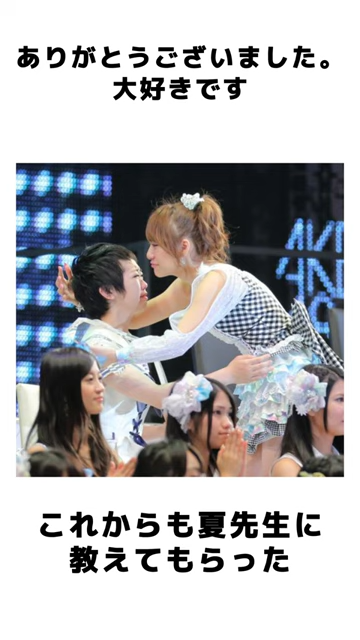 ありがとうございました。
大好きです
AKB
これからも夏先生に
教えてもらった